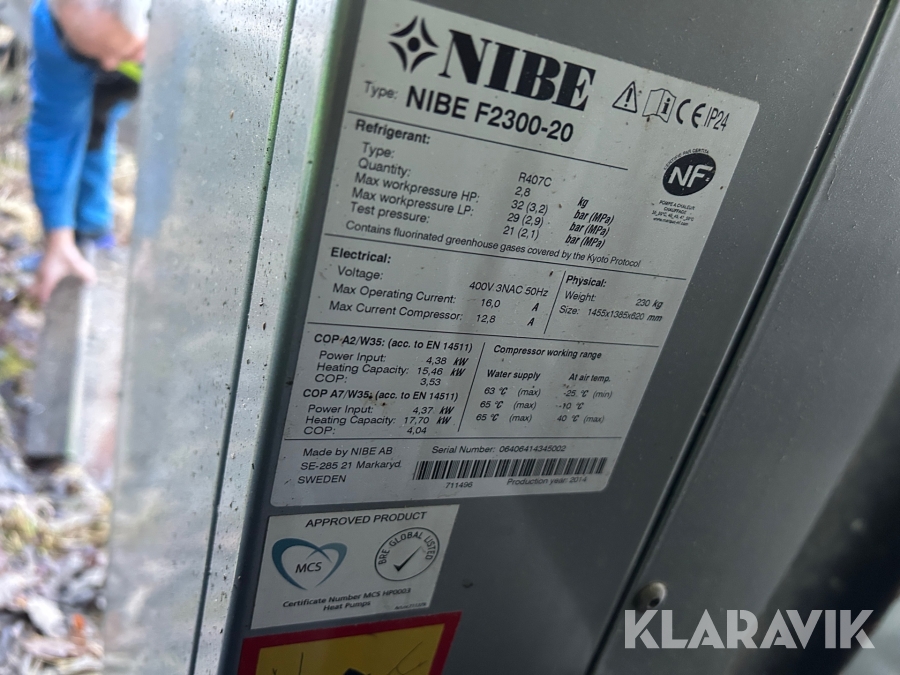 NIBE
Type: NIBE F2300-20
CE IP24
Refrigerant:
Type: R407C
Quantity: 2,8 kg
Max workpressure HP: 32 (3,2) bar (MPa)
Max workpressure LP: 29 (2,9) bar (MPa)
Test pressure: 21 (2,1) bar (MPa)
Contains fluorinated greenhouse gases covered by the Kyoto Protocol
NF
POMPE A CHALEUR
CHAUFFAGE
Electrical:
Voltage: 400V 3NAC 50Hz
Max Operating Current: 16,0 A
Max Current Compressor: 12,8 A
Physical:
Weight: 230 kg
Size: 1455x1385x620 mm
COP A2/W35: (acc. to EN 14511)
Power Input: 4,38 kW
Heating Capacity: 15,46 kW
COP: 3,53
COP A7/W35: (acc. to EN 14511)
Power Input: 4,37 kW
Heating Capacity: 17,70 kW
COP: 4,04
Compressor working range
Water supply At air temp.
63 °C (max) -25 °C (min)
65 °C (max) -10 °C
65 °C (max) 40 °C (max)
Made by NIBE AB
SE-285 21 Markaryd
SWEDEN
Serial Number: 06406414345002
711496 Production year: 2014
APPROVED PRODUCT
MCS
BRE GLOBAL LISTED
Certificate Number MCS HP0003
Heat Pumps
KLARAVIK